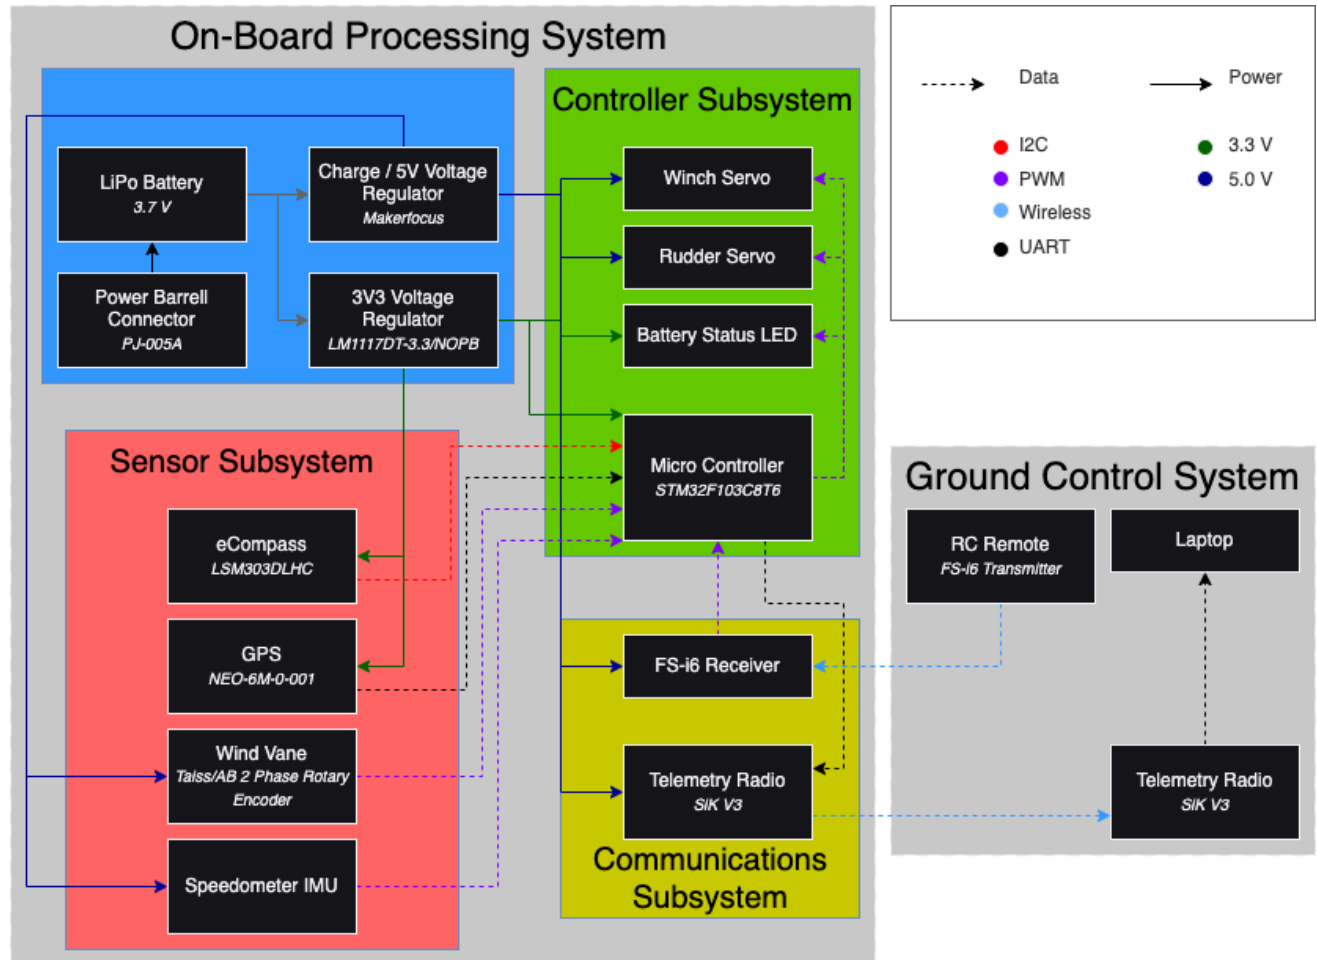 On-Board Processing System
LiPo Battery
3.7 V
Charge / 5V Voltage
Regulator
Makerfocus
Power Barrell
Connector
PJ-005A
3V3 Voltage
Regulator
LM1117DT-3.3/NOPB
Controller Subsystem
Winch Servo
Rudder Servo
Battery Status LED
Micro Controller
STM32F103C8T6
Sensor Subsystem
eCompass
LSM303DLHC
GPS
NEO-6M-0-001
Wind Vane
Taiss/AB 2 Phase Rotary
Encoder
Speedometer IMU
FS-i6 Receiver
Telemetry Radio
SiK V3
Communications
Subsystem
Data
Power
I2C
3.3 V
PWM
5.0 V
Wireless
UART
Ground Control System
RC Remote
FS-i6 Transmitter
Laptop
Telemetry Radio
SiK V3